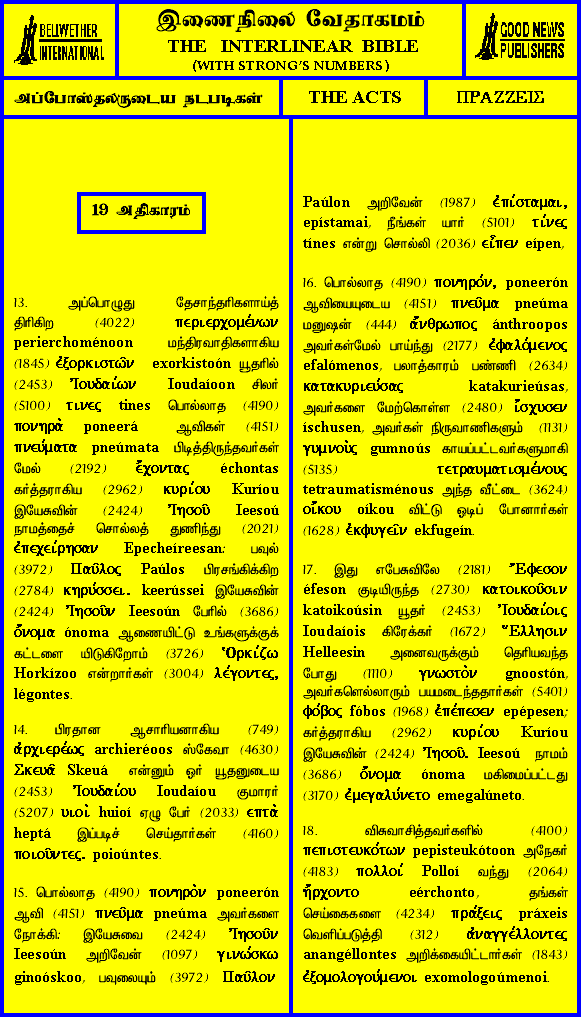 BELLWETHER
INTERNATIONAL
இணைநிலை வேதாகமம்
THE INTERLINEAR BIBLE
(WITH STRONG'S NUMBERS)
GOOD NEWS
PUBLISHERS
அப்போஸ்தலருடைய நடபடிகள்
THE ACTS
ΠΡΑΖΖΕΙΣ
19 அதிகாரம்
13. அப்பொழுது தேசாந்தரிகளாய்த்
திரிகிற (4022) περιερχομένων
perierchoménoon மந்திரவாதிகளாகிய
(1845) ἐξορκιστῶν exorkistoón யூதரில்
(2453) Ἰουδαίων Ioudaíoon சிலர்
(5100) τινες tines பொல்லாத (4190)
πονηρὰ poneerá ஆவிகள் (4151)
πνεύματα pneúmata பிடித்திருந்தவர்கள்
மேல் (2192) ἔχοντας échontas
கர்த்தராகிய (2962) κυρίου Kuríou
இயேசுவின் (2424) Ἰησοῦ Ieesoú
நாமத்தைச் சொல்லத் துணிந்து (2021)
ἐπεχείρησαν Epecheíreesan: பவுல்
(3972) Παῦλος Paúlos பிரசங்கிக்கிற
(2784) κηρύσσει. keerússei இயேசுவின்
(2424) Ἰησοῦν Ieesoún பேரில் (3686)
ὄνομα ónoma ஆணையிட்டு உங்களுக்குக்
கட்டளை யிடுகிறோம் (3726) Ὁρκίζω
Horkízoo என்றார்கள் (3004) λέγοντες,
légontes.
14. பிரதான ஆசாரியனாகிய (749)
ἀρχιερέως archieréoos ஸ்கேவா (4630)
Σκευᾶ Skeuá என்னும் ஓர் யூதனுடைய
(2453) Ἰουδαίου Ioudaíou குமாரர்
(5207) υιοὶ huioí ஏழு பேர் (2033) επτὰ
heptá இப்படிச் செய்தார்கள் (4160)
ποιοῦντες. poioúntes.
15. பொல்லாத (4190) πονηρὸν poneerón
ஆவி (4151) πνεῦμα pneúma அவர்களை
நோக்கி: இயேசுவை (2424) Ἰησοῦν
Ieesoún அறிவேன் (1097) γινώσκω
ginoóskoo, பவுலையும் (3972) Παῦλον
Paúlon அறிவேன் (1987) ἐπίσταμαι,
epístamai, நீங்கள் யார் (5101) τίνες
tínes என்று சொல்லி (2036) εἶπεν eípen,
16. பொல்லாத (4190) πονηρόν, poneerón
ஆவியையுடைய (4151) πνεῦμα pneúma
மனுஷன் (444) ἄνθρωπος ánthroopos
அவர்கள்மேல் பாய்ந்து (2177) ἐφαλόμενος
efalómenos, பலாத்காரம் பண்ணி (2634)
κατακυριεύσας katakurieúsas,
அவர்களை மேற்கொள்ள (2480) ἴσχυσεν
íschusen, அவர்கள் நிருவாணிகளும் (1131)
γυμνοὺς gumnoús காயப்பட்டவர்களுமாகி
(5135) τετραυματισμένους
tetraumatisménous அந்த வீட்டை (3624)
οἴκου oíkou விட்டு ஓடிப் போனார்கள்
(1628) ἐκφυγεῖν ekfugeín.
17. இது எபேசுவிலே (2181) Ἔφεσον
éfeson குடியிருந்த (2730) κατοικοῦσιν
katoikoúsin யூதர் (2453) Ἰουδαίοις
Ioudaíois கிரேக்கர் (1672) Ἕλλησιν
Helleesin அனைவருக்கும் தெரியவந்த
போது (1110) γνωστὸν gnoostón,
அவர்களெல்லாரும் பயமடைந்ததார்கள் (5401)
φόβος fóbos (1968) ἐπέπεσεν epépesen;
கர்த்தராகிய (2962) κυρίου Kuríou
இயேசுவின் (2424) Ἰησοῦ. Ieesoú நாமம்
(3686) ὄνομα ónoma மகிமைப்பட்டது
(3170) ἐμεγαλύνετο emegalúneto.
18. விசுவாசித்தவர்களில் (4100)
πεπιστευκότων pepisteukótoon அநேகர்
(4183) πολλοί Polloí வந்து (2064)
ἤρχοντο eérchonto, தங்கள்
செய்கைகளை (4234) πράξεις práxeis
வெளிப்படுத்தி (312) ἀναγγέλλοντες
anangéllontes அறிக்கையிட்டார்கள் (1843)
ἐξομολογούμενοι exomologoúmenoi.